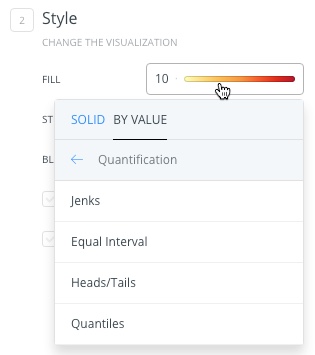 2 Style
CHANGE THE VISUALIZATION
FILL 10
ST
SOLID BY VALUE
BL
← Quantification
Jenks
Equal Interval
Heads/Tails
Quantiles